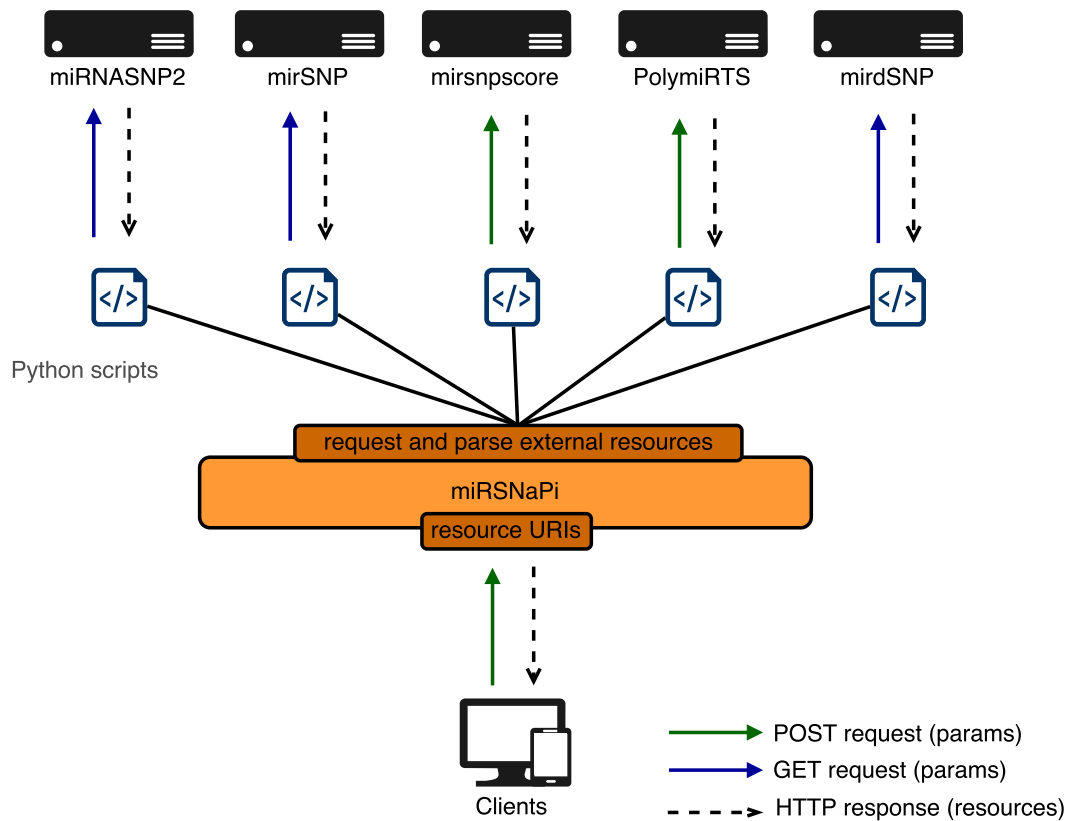 miRNASNP2
mirSNP
mirsnpscore
PolymiRTS
mirdSNP
</>
</>
</>
</>
</>
Python scripts
request and parse external resources
miRSNaPi
resource URIs
Clients
POST request (params)
GET request (params)
HTTP response (resources)